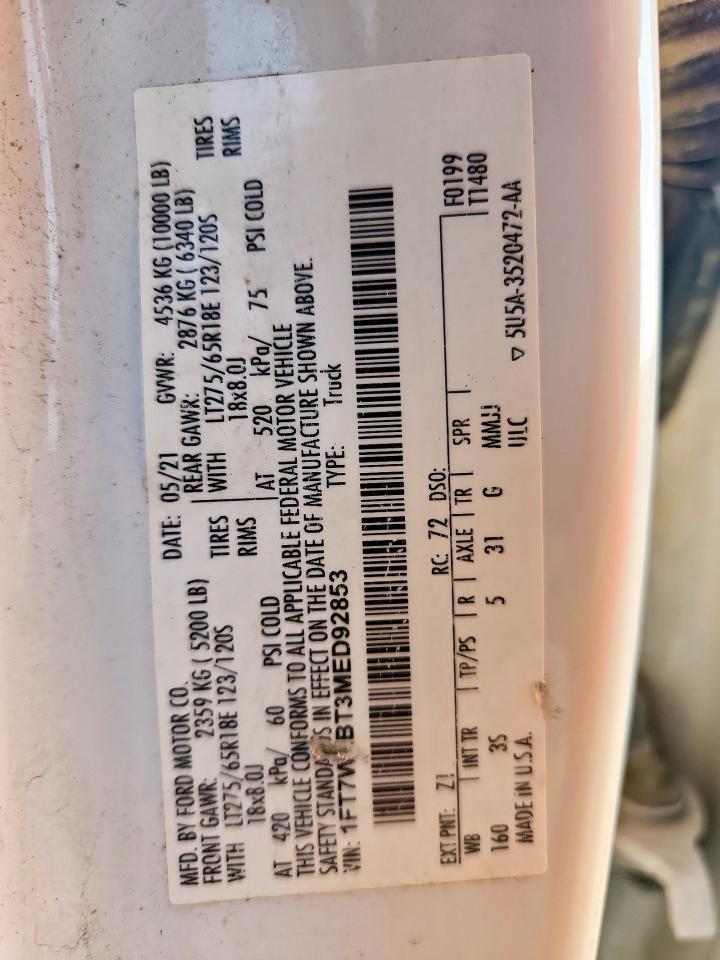 MFD. BY FORD MOTOR CO. DATE: 05/21 GVWR: 4536 KG (10000 LB)
FRONT GAWR: 2359 KG ( 5200 LB) REAR GAWR: 2876 KG ( 6340 LB)
WITH LT275/65R18E 123/120S TIRES WITH LT275/65R18E 123/120S TIRES
18x8.0J RIMS 18x8.0J RIMS
AT 420 kPa/ 60 PSI COLD AT 520 kPa/ 75 PSI COLD
THIS VEHICLE CONFORMS TO ALL APPLICABLE FEDERAL MOTOR VEHICLE
SAFETY STANDARDS IN EFFECT ON THE DATE OF MANUFACTURE SHOWN ABOVE.
VIN: TYPE: Truck
EXT PNT: Z1 RC: 72 DSO: F0199
WB INT TR TP/PS R AXLE TR SPR T1480
160 3S 5 31 G MMJJ
MADE IN U.S.A. ULC ▽ 5U5A-3520472-AA